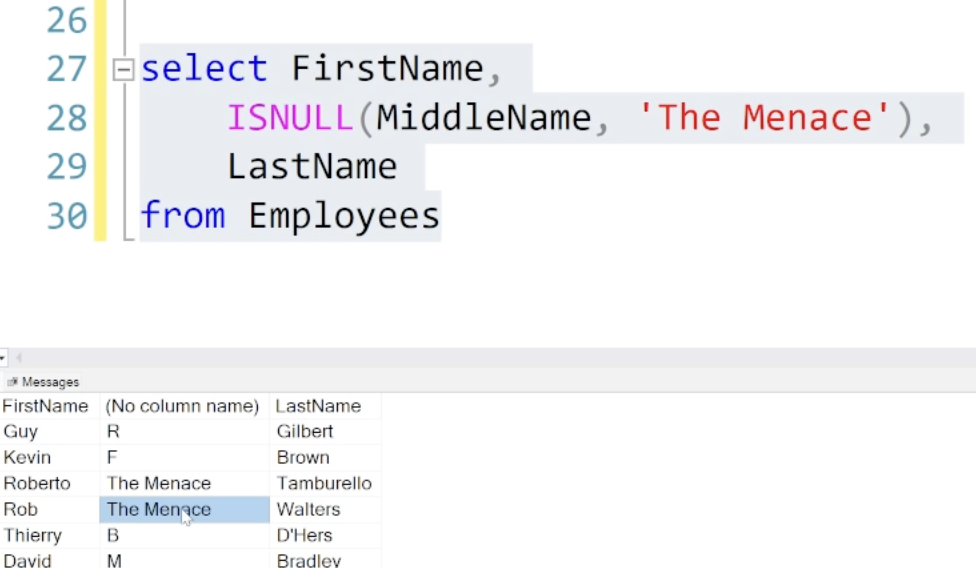 26
27 select FirstName,
28 ISNULL(MiddleName, 'The Menace'),
29 LastName
30 from Employees
Messages
FirstName (No column name) LastName
Guy R Gilbert
Kevin F Brown
Roberto The Menace Tamburello
Rob The Menace Walters
Thierry B D'Hers
David M Bradley